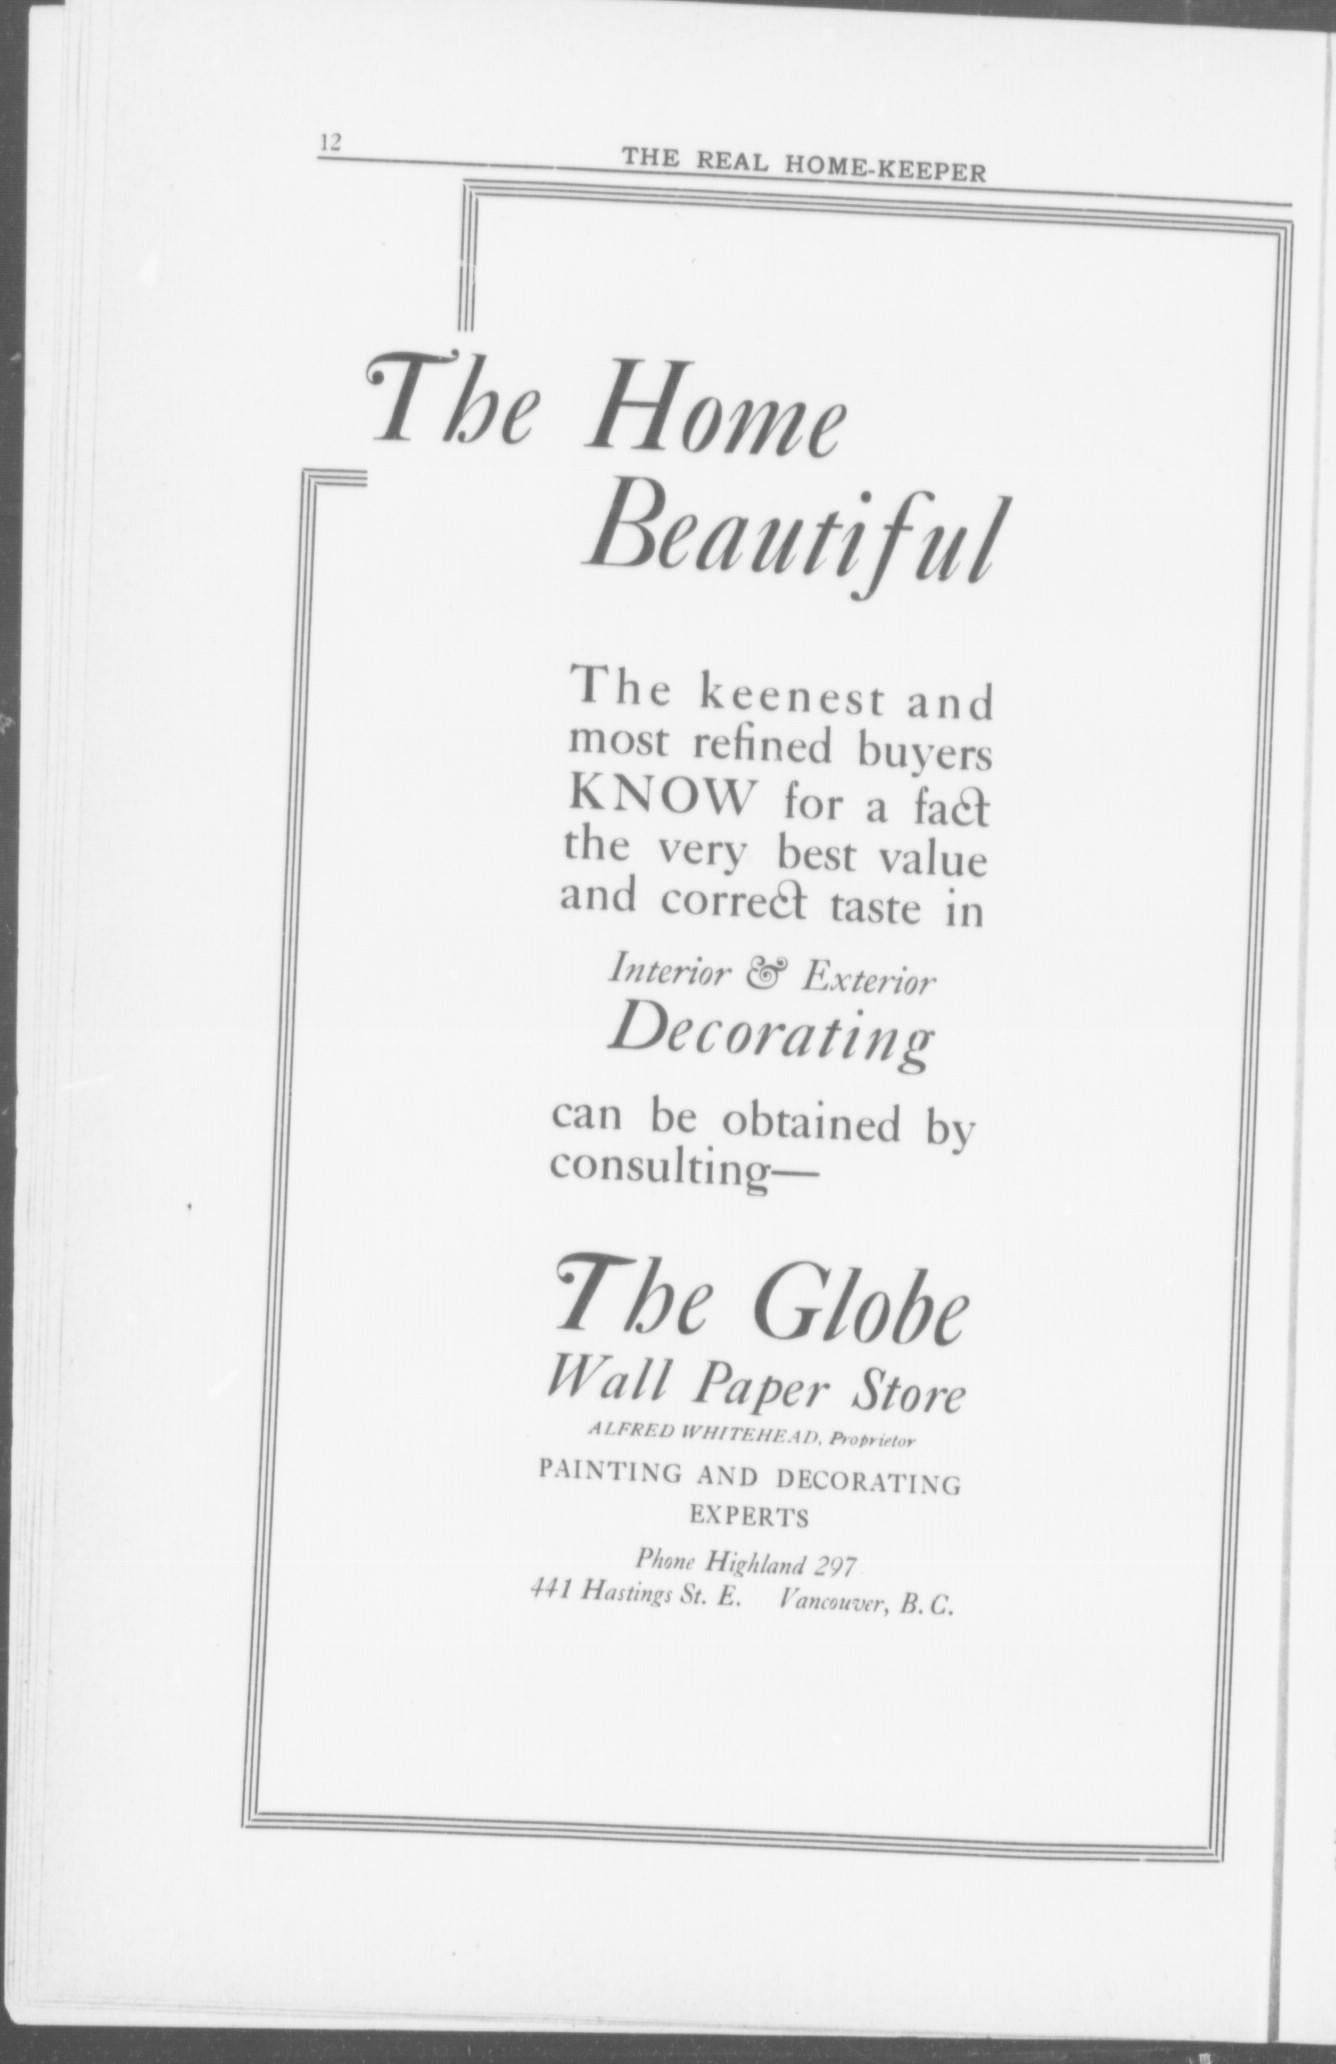 12
THE REAL HOME-KEEPER
The Home
Beautiful
The keenest and
most refined buyers
KNOW for a fact
the very best value
and correct taste in
Interior & Exterior
Decorating
can be obtained by
consulting—
The Globe
Wall Paper Store
ALFRED WHITEHEAD, Proprietor
PAINTING AND DECORATING
EXPERTS
Phone Highland 297
441 Hastings St. E. Vancouver, B. C.